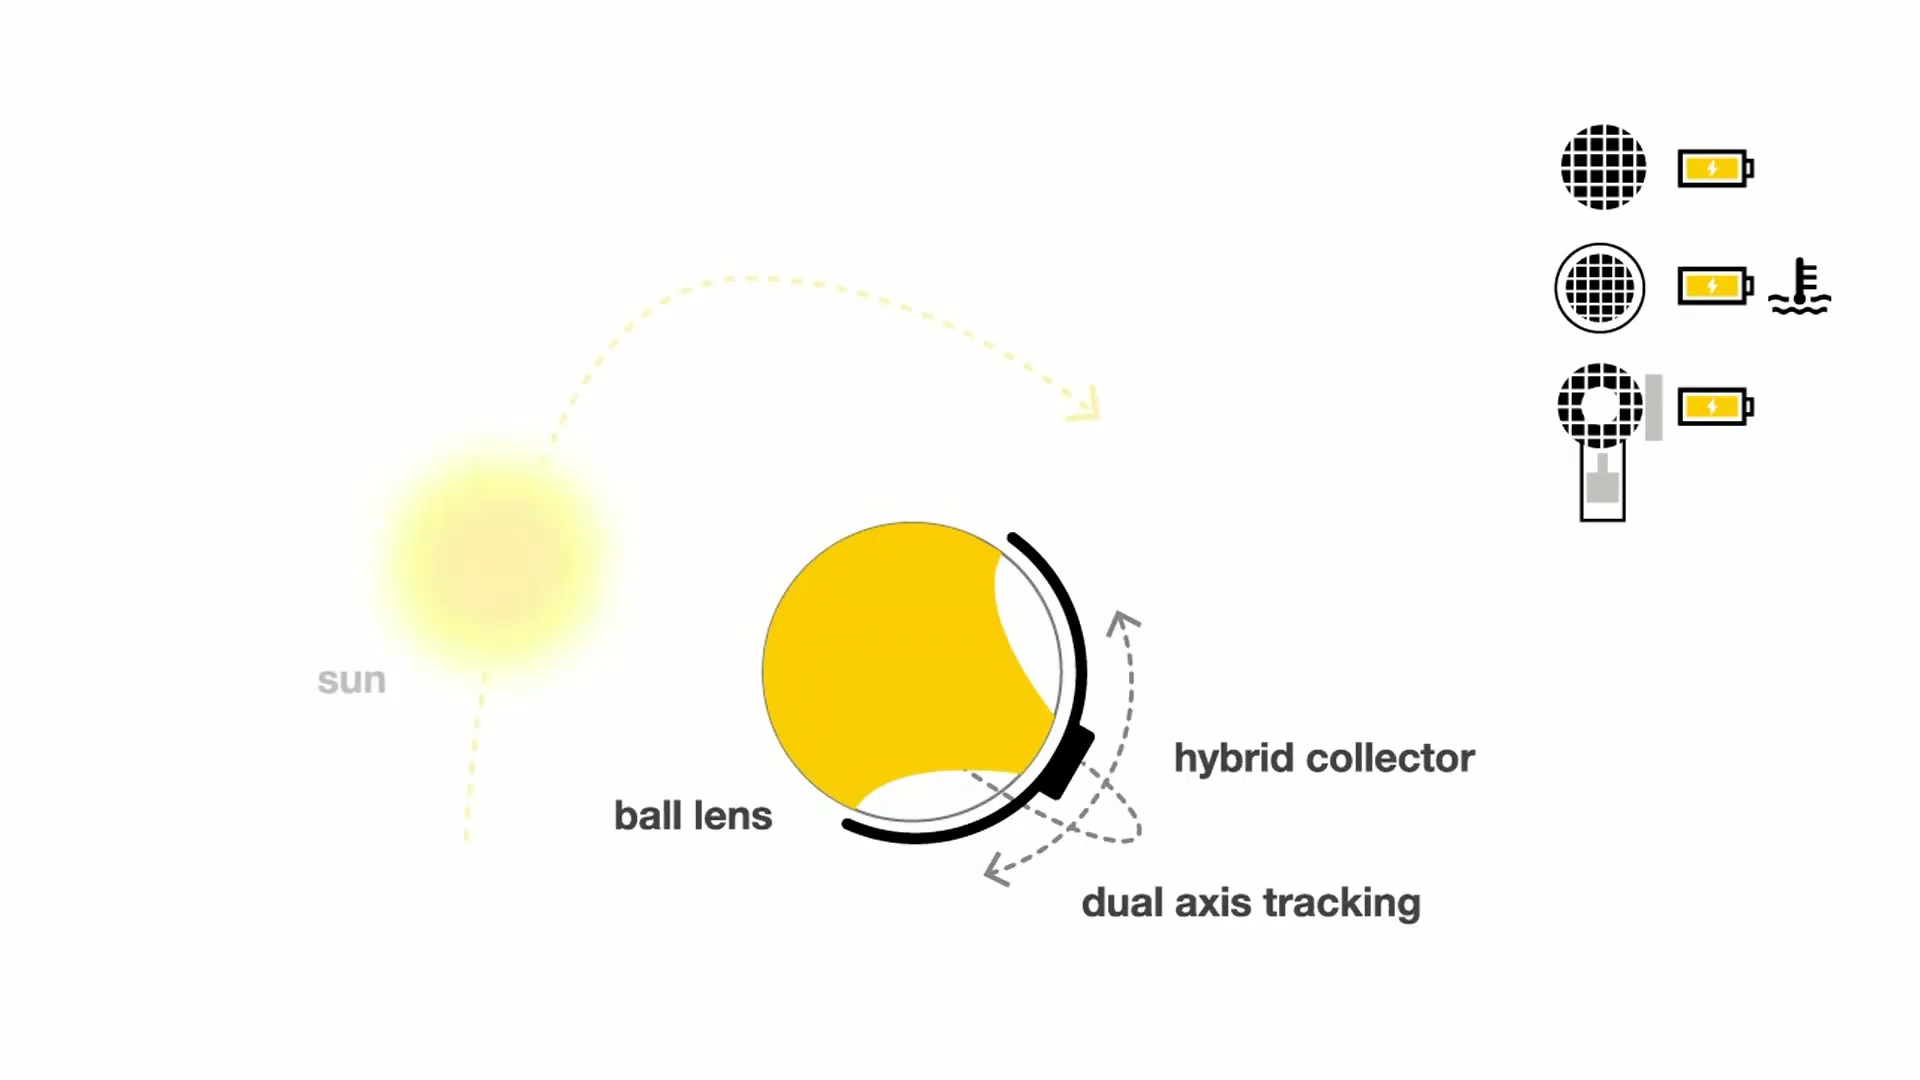 sun
ball lens
hybrid collector
dual axis tracking